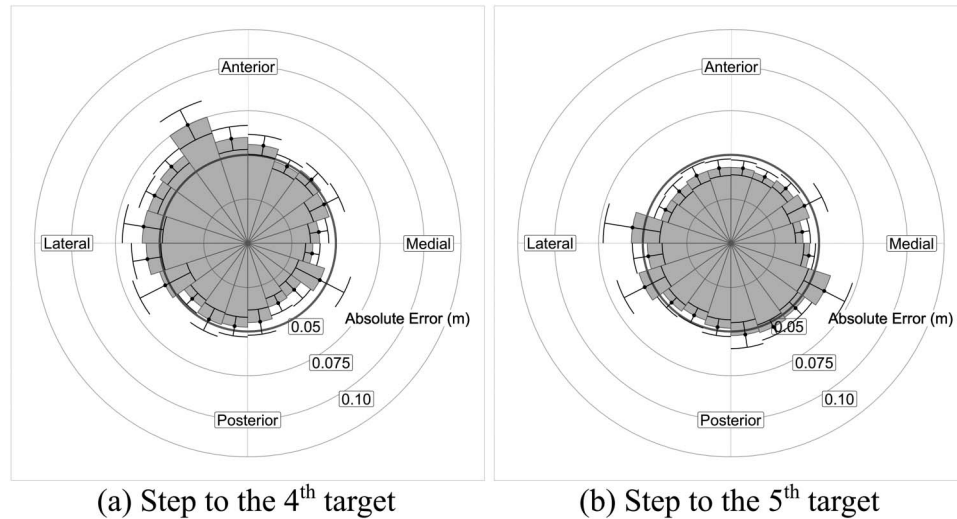 Anterior
Lateral
Medial
Absolute Error (m)
0.05
0.075
0.10
Posterior
(a) Step to the 4th target
Anterior
Lateral
Medial
Absolute Error (m)
0.05
0.075
0.10
Posterior
(b) Step to the 5th target